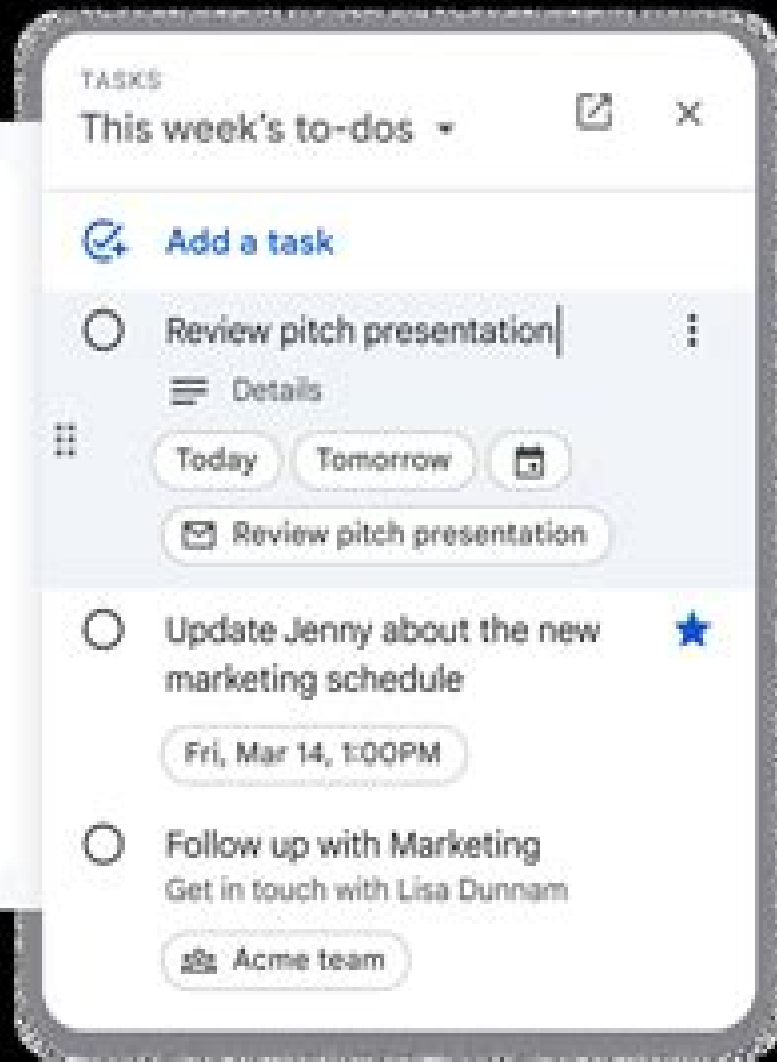 TASKS
This week's to-dos
Add a task
Review pitch presentation
Details
Today Tomorrow
Review pitch presentation
Update Jenny about the new
marketing schedule
Fri, Mar 14, 1:00PM
Follow up with Marketing
Get in touch with Lisa Dunnam
Acme team